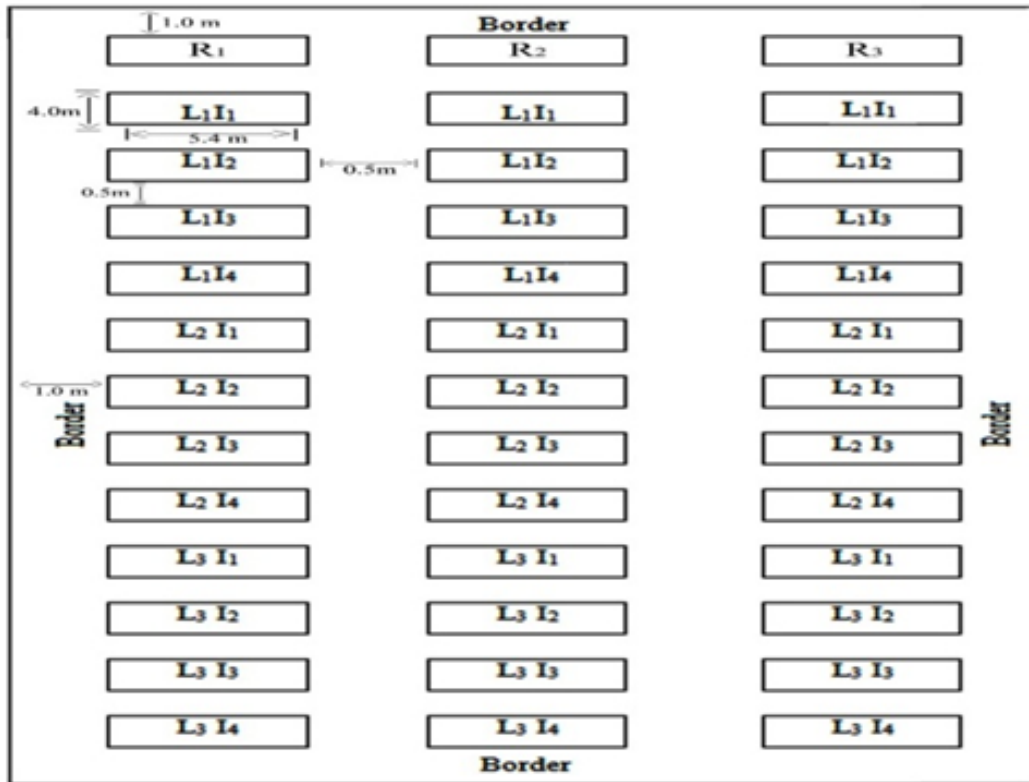 1.0 m Border
R₁ R₂ R₃
4.0m L₁I₁ L₁I₁ L₁I₁
5.4 m
L₁I₂ 0.5m L₁I₂ L₁I₂
0.5m
L₁I₃ L₁I₃ L₁I₃
L₁I₄ L₁I₄ L₁I₄
L₂ I₁ L₂ I₁ L₂ I₁
L₂ I₂ L₂ I₂ L₂ I₂
1.0 m
Border Border
L₂ I₃ L₂ I₃ L₂ I₃
L₂ I₄ L₂ I₄ L₂ I₄
L₃ I₁ L₃ I₁ L₃ I₁
L₃ I₂ L₃ I₂ L₃ I₂
L₃ I₃ L₃ I₃ L₃ I₃
L₃ I₄ L₃ I₄ L₃ I₄
Border